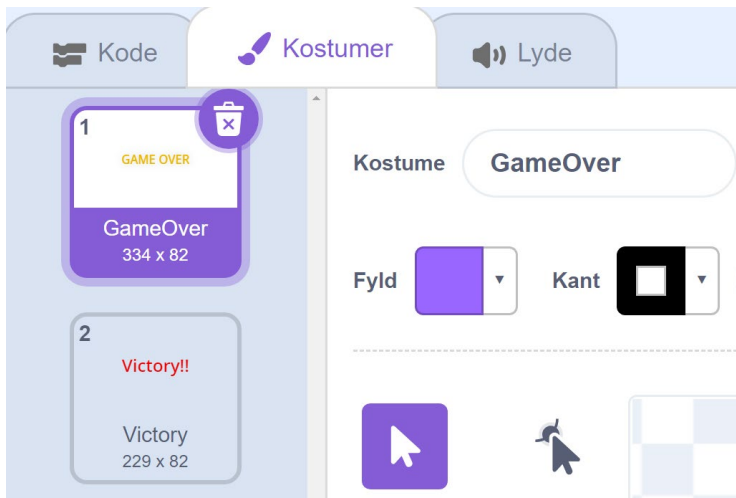 Kode
Kostumer
Lyde
1
GAME OVER
GameOver
334 x 82
2
Victory!!
Victory
229 x 82
Kostume
GameOver
Fyld
Kant